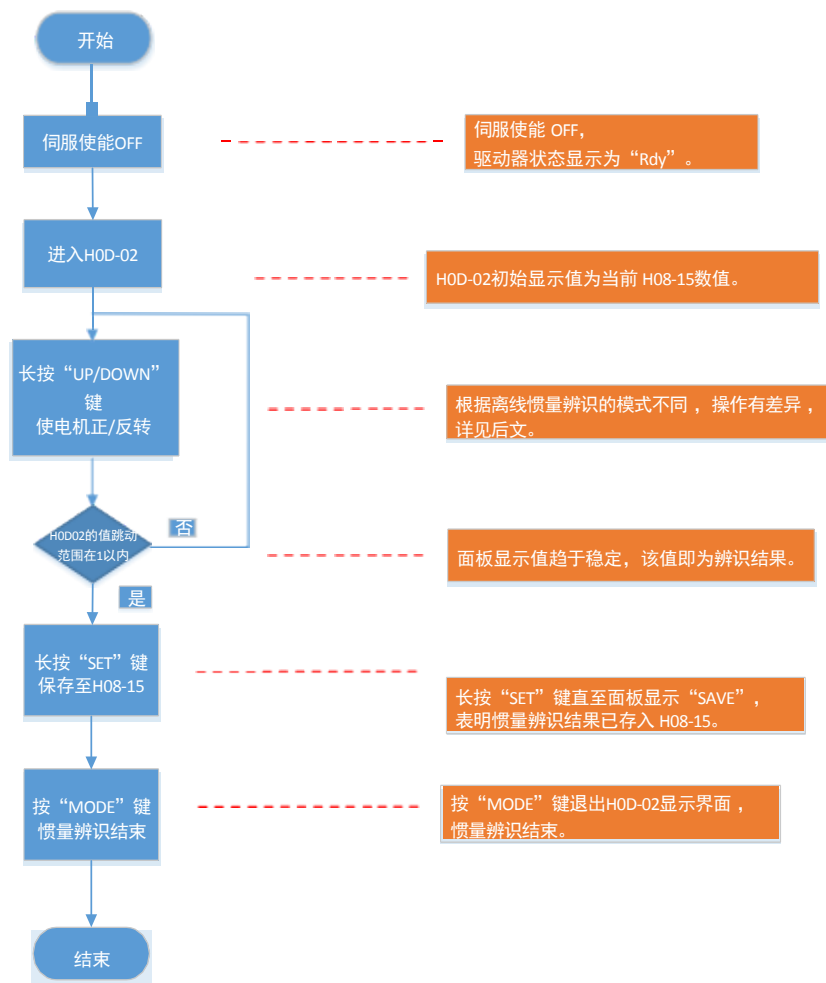 开始
伺服使能OFF
伺服使能 OFF，
驱动器状态显示为“Rdy”。
进入H0D-02
H0D-02初始显示值为当前 H08-15数值。
长按“UP/DOWN”
键
使电机正/反转
根据离线惯量辨识的模式不同 ，操作有差异 ，
详见后文。
H0D02的值跳动
范围在1以内
否
面板显示值趋于稳定，该值即为辨识结果。
是
长按“SET”键
保存至H08-15
长按“SET”键直至面板显示“SAVE”，
表明惯量辨识结果已存入 H08-15。
按“MODE”键
惯量辨识结束
按“MODE”键退出H0D-02显示界面 ，
惯量辨识结束。
结束